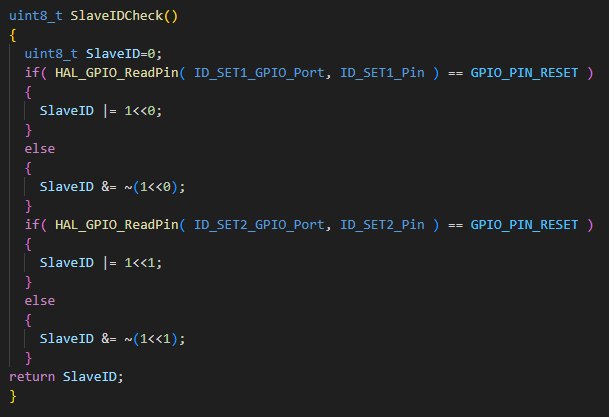 uint8_t SlaveIDCheck()
{
  uint8_t SlaveID=0;
  if( HAL_GPIO_ReadPin( ID_SET1_GPIO_Port, ID_SET1_Pin ) == GPIO_PIN_RESET )
  {
    SlaveID |= 1<<0;
  }
  else
  {
    SlaveID &= ~(1<<0);
  }
  if( HAL_GPIO_ReadPin( ID_SET2_GPIO_Port, ID_SET2_Pin ) == GPIO_PIN_RESET )
  {
    SlaveID |= 1<<1;
  }
  else
  {
    SlaveID &= ~(1<<1);
  }
return SlaveID;
}